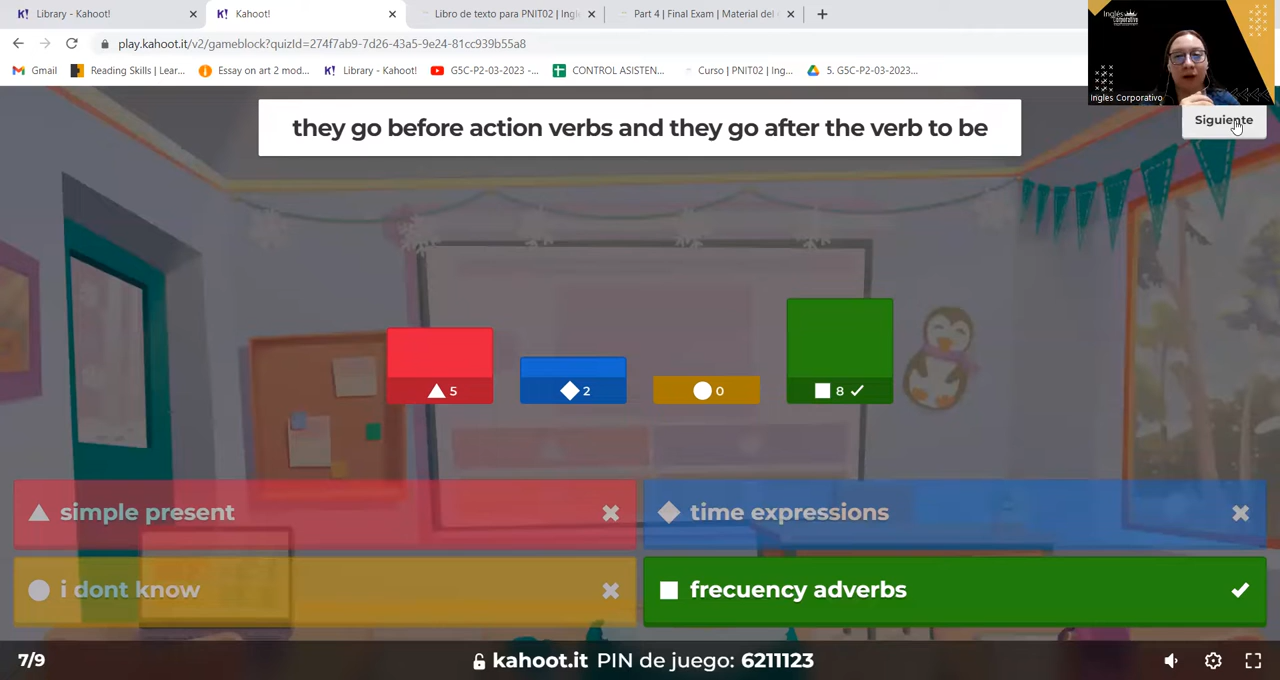 Library - Kahoot!
Kahoot!
Libro de texto para PNIT02 | Ingl
Part 4 | Final Exam | Material del
play.kahoot.it/v2/gameblock?quizId=274f7ab9-7d26-43a5-9e24-81cc939b55a8
Gmail
Reading Skills | Lear...
Essay on art 2 mod...
Library - Kahoot!
G5C-P2-03-2023 -...
CONTROL ASISTEN...
Curso | PNIT02 | Ing...
5. G5C-P2-03-2023...
Inglés
Corporativo
Ingles Corporativo
they go before action verbs and they go after the verb to be
Siguiente
5
2
0
8
simple present
time expressions
i dont know
frecuency adverbs
7/9
kahoot.it PIN de juego: 6211123